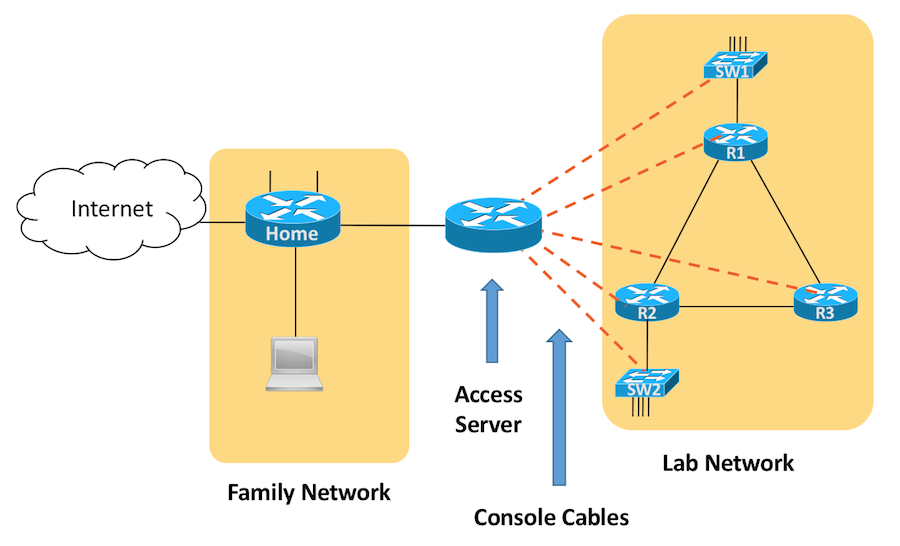 SW1
R1
Internet
Home
R2
R3
SW2
Access
Server
Lab Network
Family Network
Console Cables